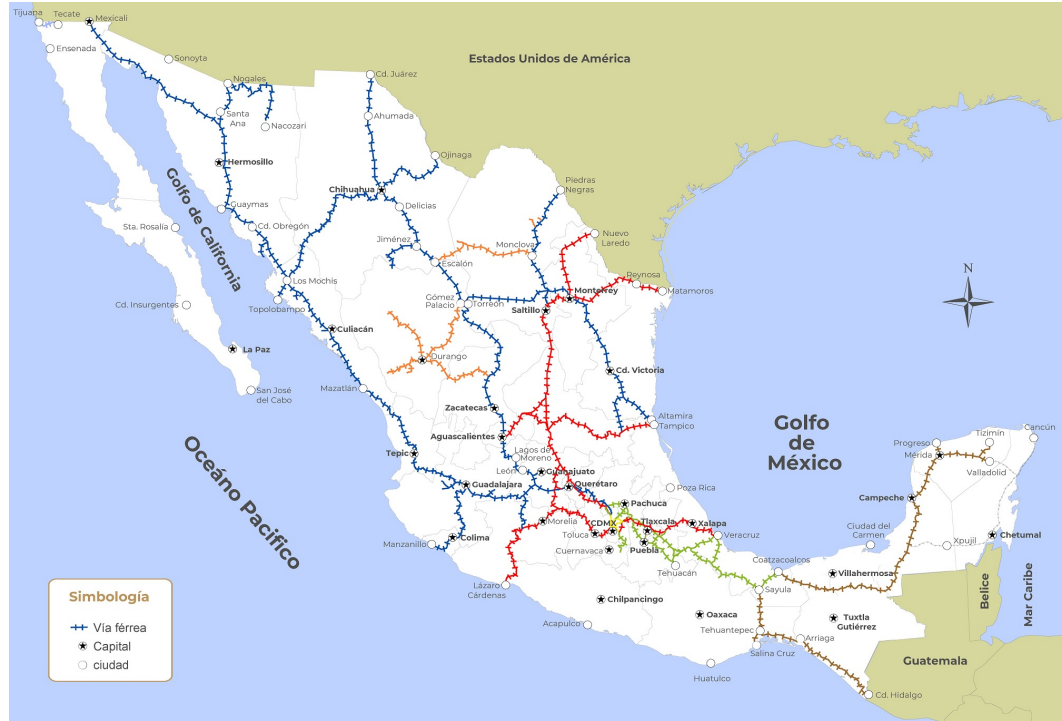 Tijuana
Tecate
Mexicali
Ensenada
Sonoyta
Nogales
Santa
Ana
Nacozari
Hermosillo
Guaymas
Cd. Obregón
Golfo de California
Sta. Rosalía
Cd. Insurgentes
La Paz
San José
del Cabo
Cd. Juárez
Ahumada
Ojinaga
Chihuahua
Delicias
Jiménez
Escalón
Los Mochis
Topolobampo
Culiacán
Mazatlán
Estados Unidos de América
Piedras
Negras
Nuevo
Laredo
Monclova
Reynosa
Matamoros
Monterrey
Saltillo
Gómez
Palacio
Torreón
Durango
Cd. Victoria
Zacatecas
Altamira
Tampico
Aguascalientes
Lagos de
Moreno
León
Guanajuato
Tepic
Guadalajara
Querétaro
Poza Rica
Pachuca
Colima
Manzanillo
Morelia
CDMX
Tlaxcala
Xalapa
Toluca
Veracruz
Cuernavaca
Puebla
Tehuacán
Lázaro
Cárdenas
Chilpancingo
Acapulco
Oaxaca
Huatulco
Coatzacoalcos
Sayula
Tehuantepec
Salina Cruz
Arriaga
Tuxtla
Gutiérrez
Villahermosa
Ciudad del
Carmen
Cd. Hidalgo
Campeche
Progreso
Mérida
Tizimín
Valladolid
Cancún
Xpujil
Chetumal
Belice
Mar Caribe
Guatemala
Golfo
de
México
Oceáno Pacifico
N
Simbología
Vía férrea
Capital
ciudad